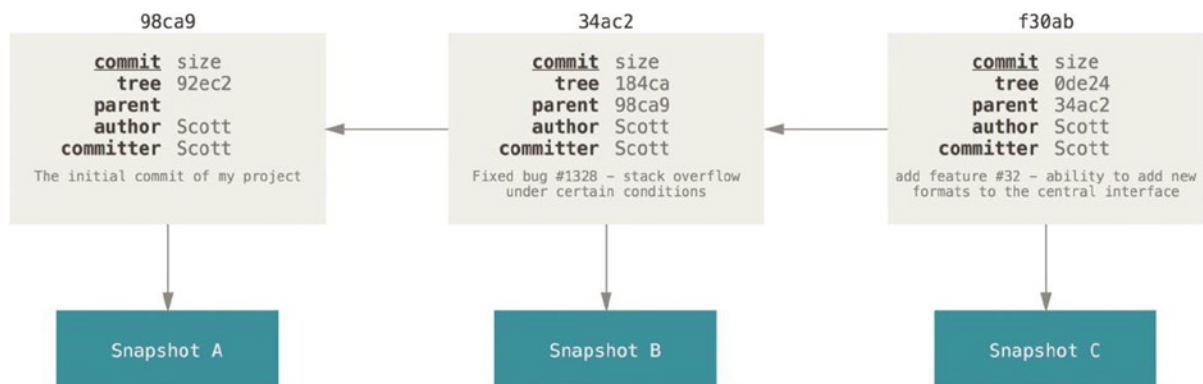 98ca9
commit size
tree 92ec2
parent
author Scott
committer Scott
The initial commit of my project
Snapshot A
34ac2
commit size
tree 184ca
parent 98ca9
author Scott
committer Scott
Fixed bug #1328 – stack overflow
under certain conditions
Snapshot B
f30ab
commit size
tree 0de24
parent 34ac2
author Scott
committer Scott
add feature #32 – ability to add new
formats to the central interface
Snapshot C